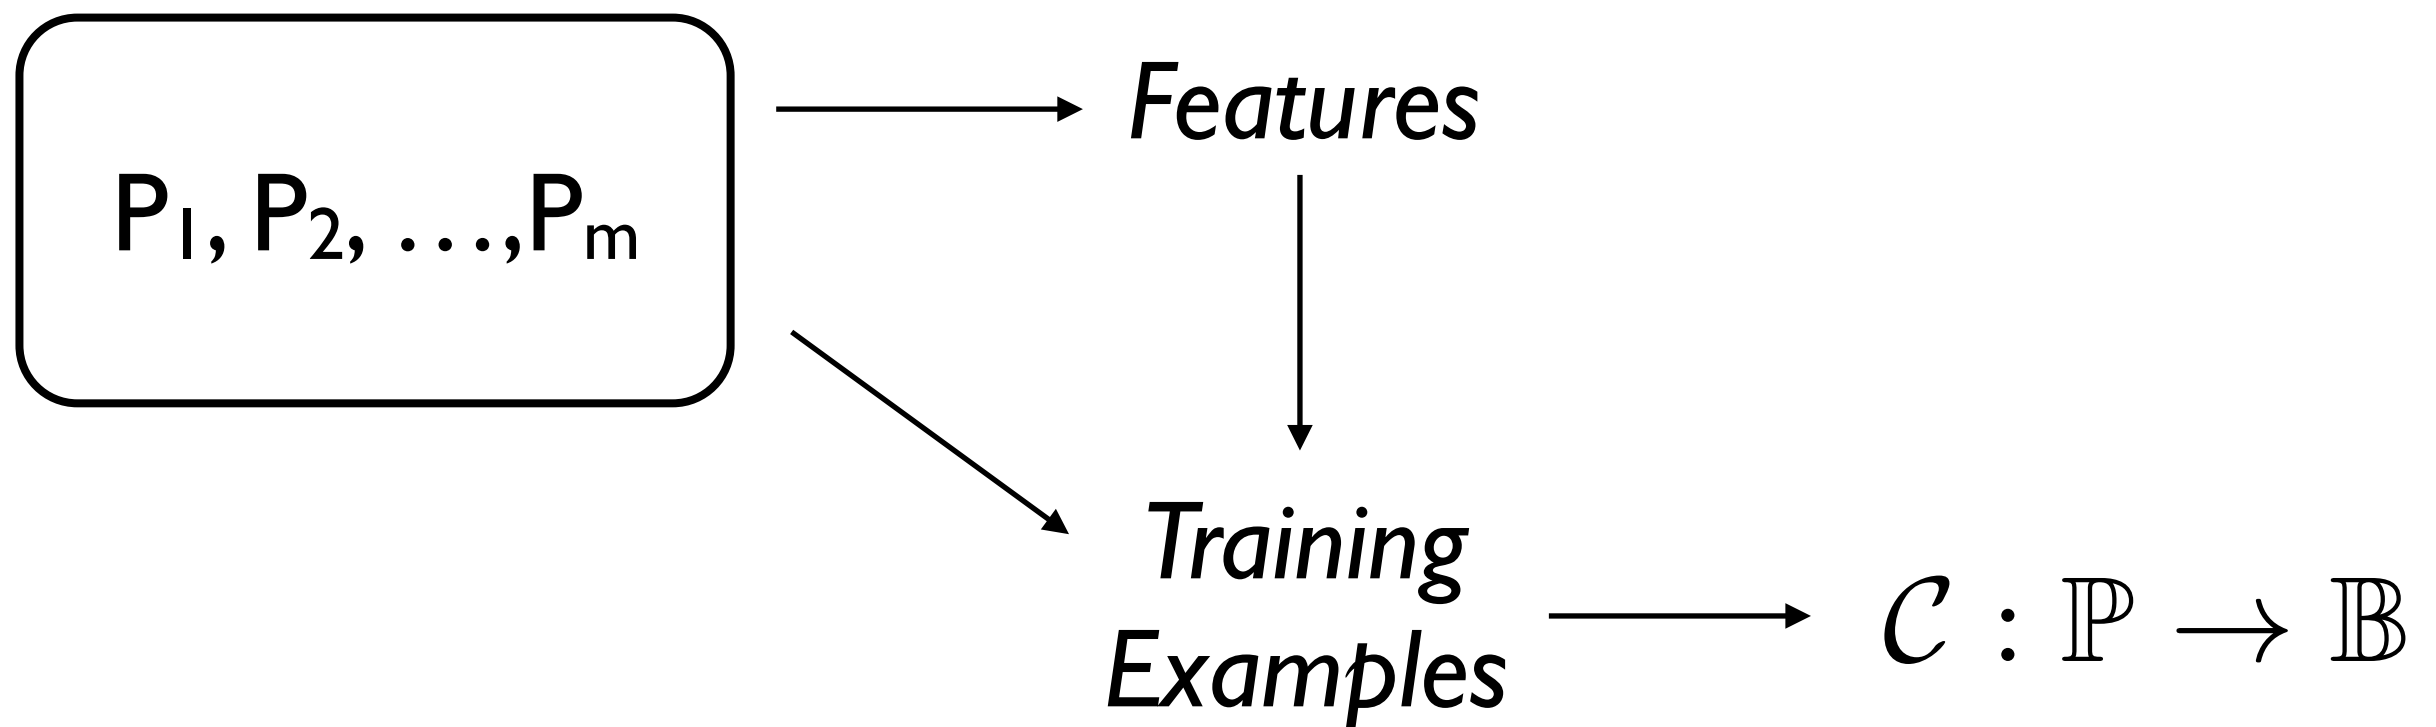 Features
P₁, P₂, …,Pₘ
Training
Examples
𝒞 : ℙ → 𝔹